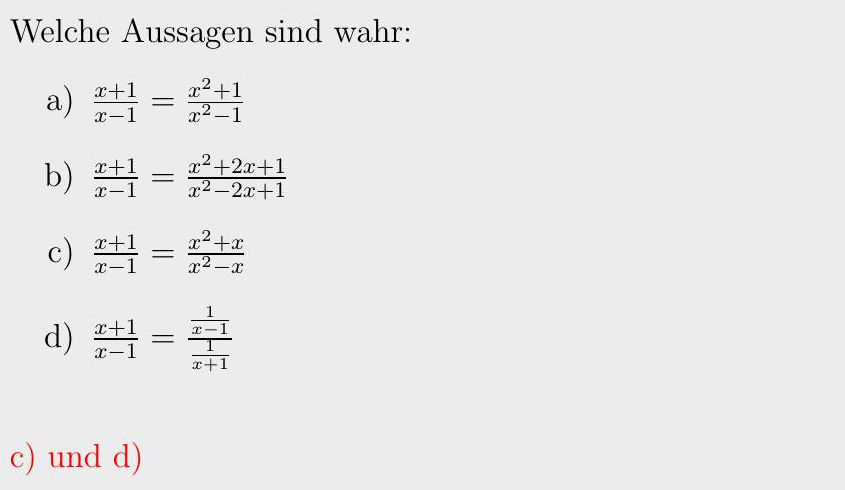 Welche Aussagen sind wahr:
a) \frac{x+1}{x-1} = \frac{x^2+1}{x^2-1}
b) \frac{x+1}{x-1} = \frac{x^2+2x+1}{x^2-2x+1}
c) \frac{x+1}{x-1} = \frac{x^2+x}{x^2-x}
d) \frac{x+1}{x-1} = \frac{\frac{1}{x-1}}{\frac{1}{x+1}}
c) und d)